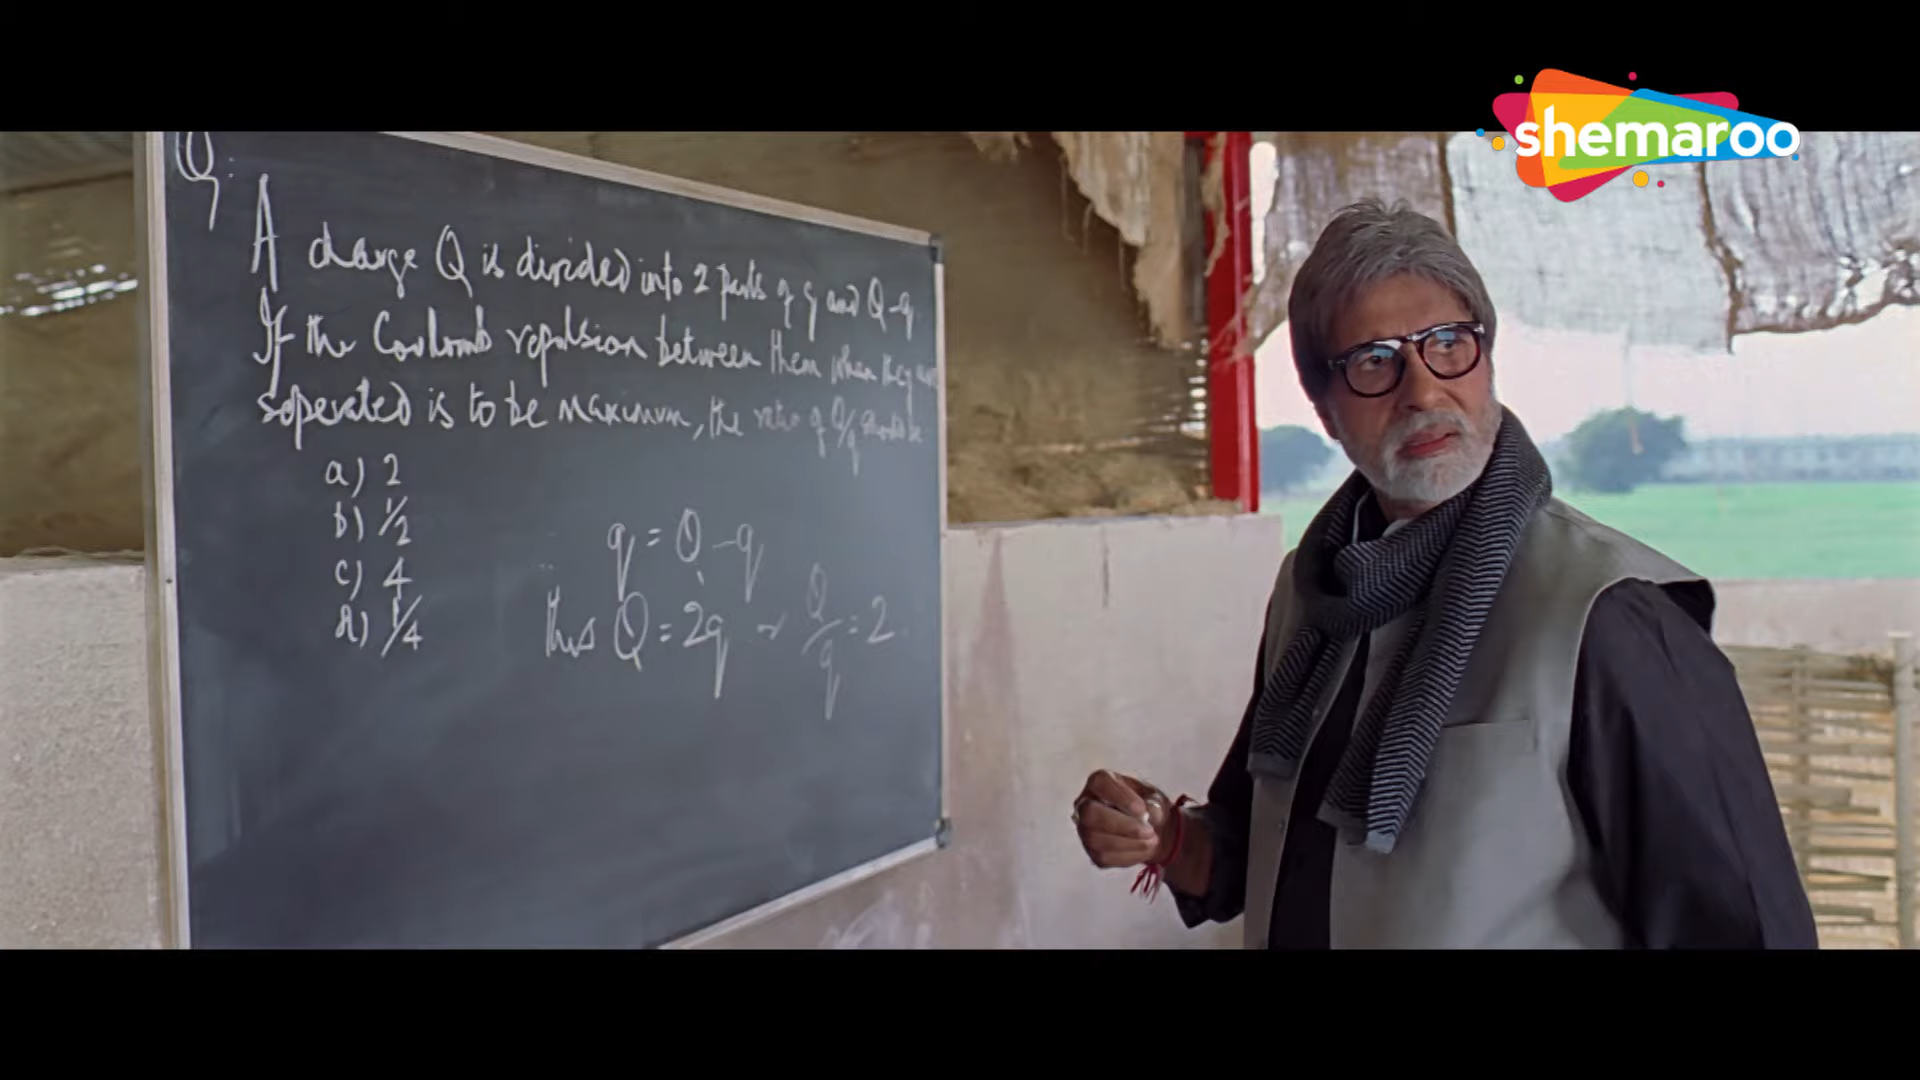 shemaroo
Q:
A charge Q is divided into 2 parts of q and Q-q
If the Coulomb repulsion between them when they are
seperated is to be maximum, the ratio of Q/q should be
a) 2
b) 1/2
c) 4
d) 1/4
q = Q - q
thus Q = 2q or Q/q = 2